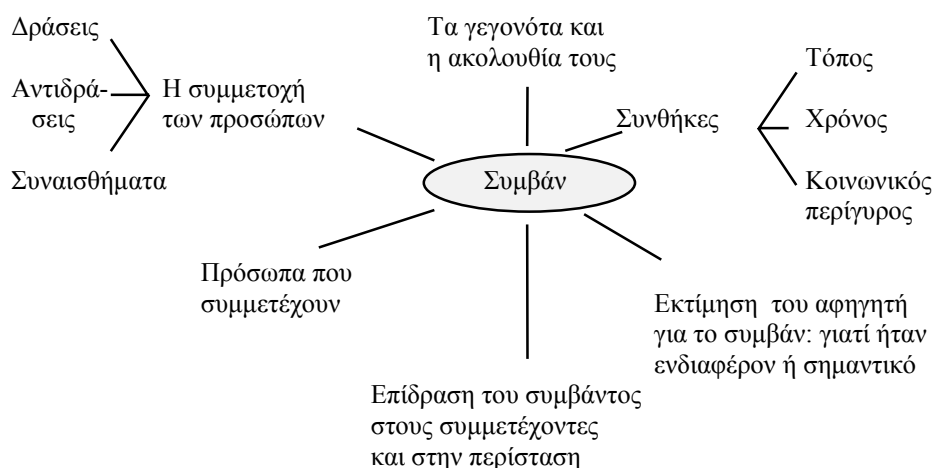 Δράσεις
Αντιδρά-
σεις
Συναισθήματα
Η συμμετοχή
των προσώπων
Τα γεγονότα και
η ακολουθία τους
Συνθήκες
Τόπος
Χρόνος
Κοινωνικός
περίγυρος
Συμβάν
Πρόσωπα που
συμμετέχουν
Επίδραση του συμβάντος
στους συμμετέχοντες
και στην περίσταση
Εκτίμηση του αφηγητή
για το συμβάν: γιατί ήταν
ενδιαφέρον ή σημαντικό